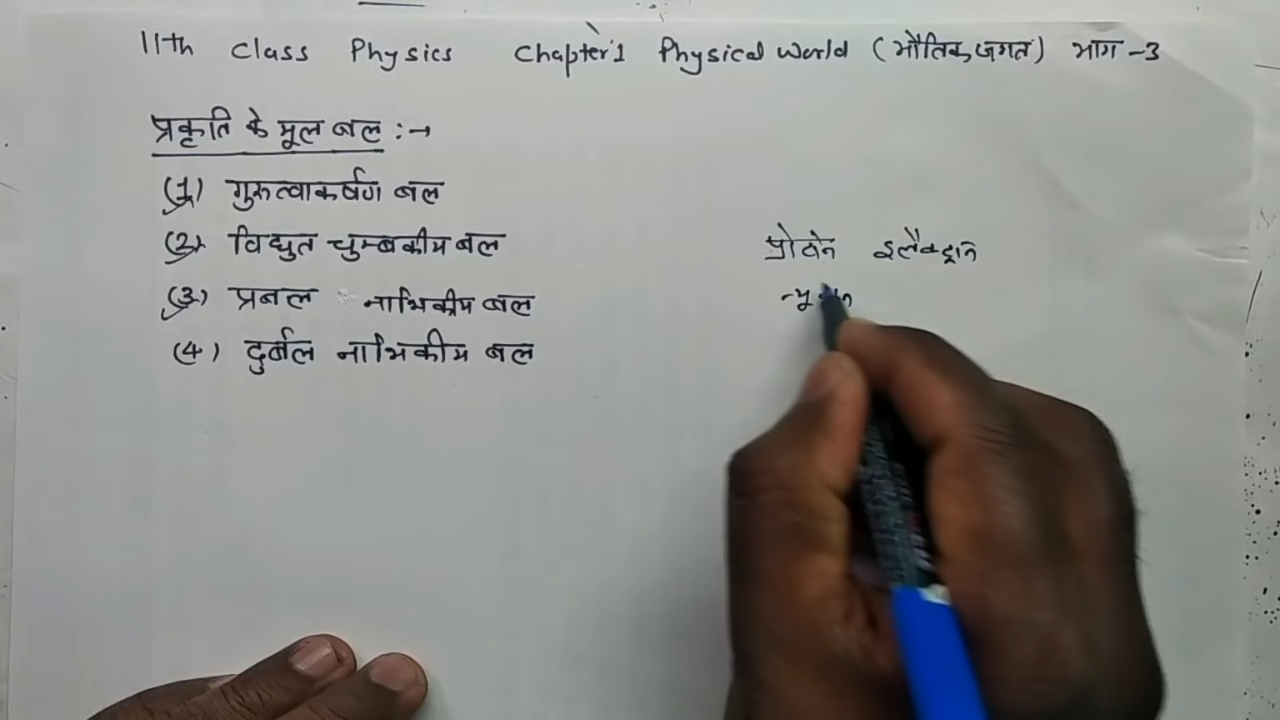 11th Class Physics Chapter 1 Physical World (भौतिक जगत) भाग -3
प्रकृति के मूल बल :→
(1) गुरुत्वाकर्षण बल
(2) विद्युत चुम्बकीय बल
प्रोटोन इलैक्ट्रान
(3) प्रबल नाभिकीय बल
(4) दुर्बल नाभिकीय बल